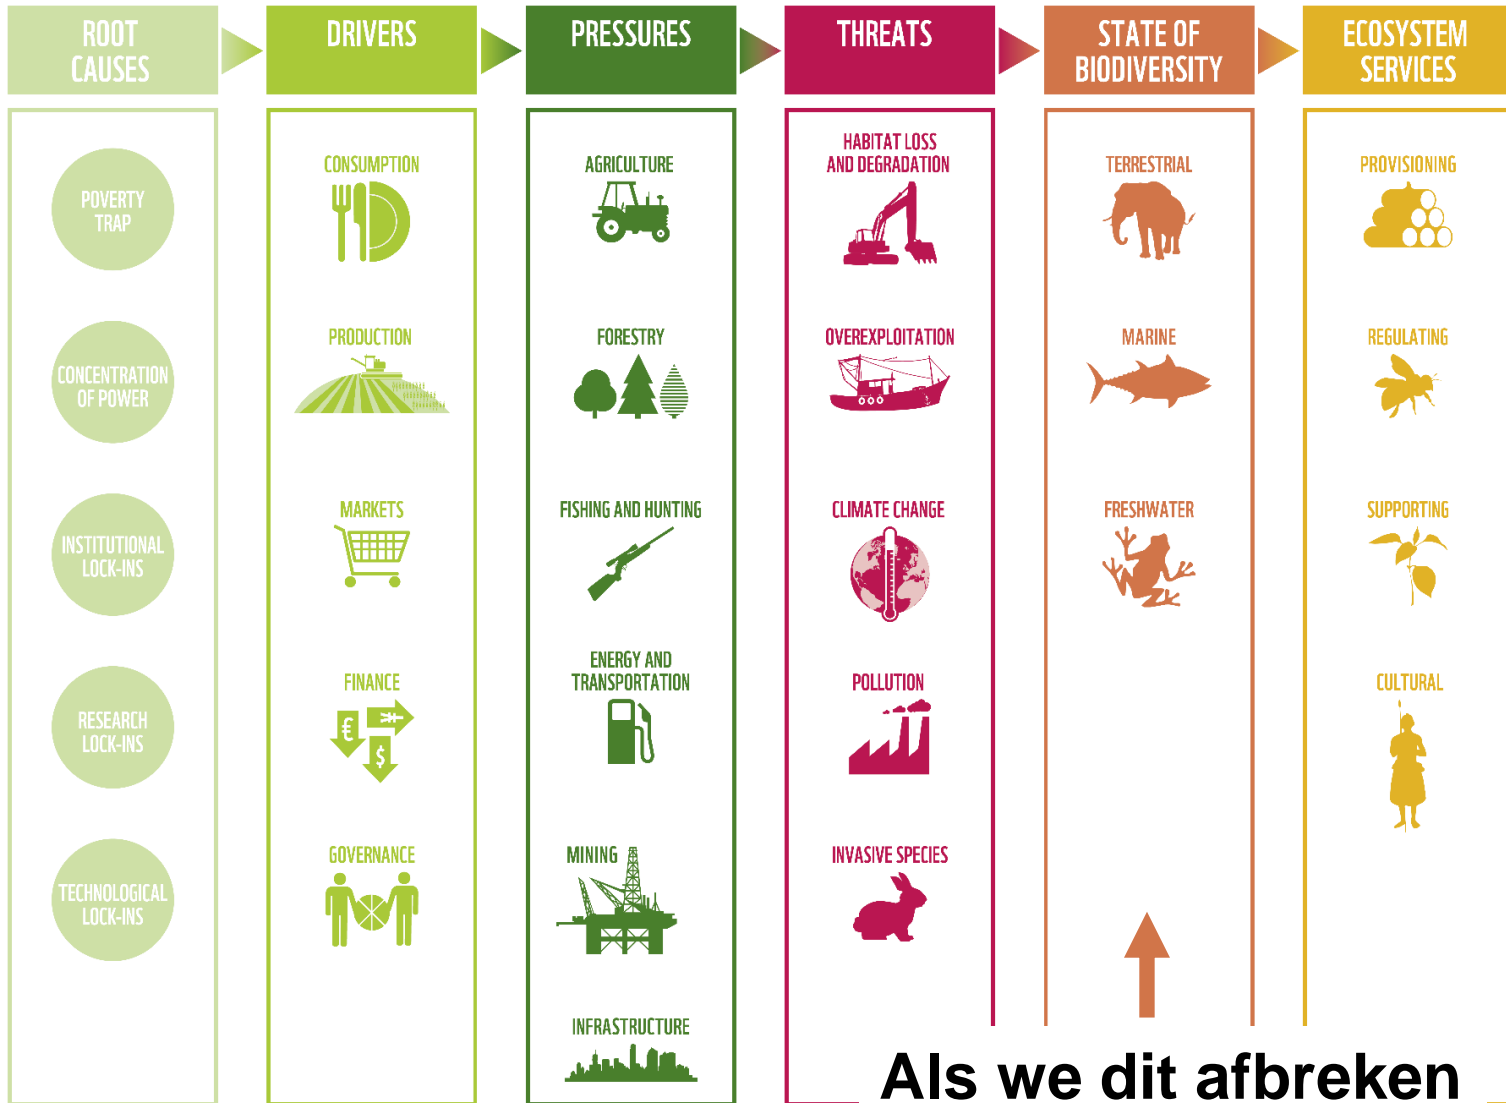 ROOT
CAUSES
DRIVERS
PRESSURES
THREATS
STATE OF
BIODIVERSITY
ECOSYSTEM
SERVICES
POVERTY
TRAP
CONCENTRATION
OF POWER
INSTITUTIONAL
LOCK-INS
RESEARCH
LOCK-INS
TECHNOLOGICAL
LOCK-INS
CONSUMPTION
PRODUCTION
MARKETS
FINANCE
€
¥
$
GOVERNANCE
AGRICULTURE
FORESTRY
FISHING AND HUNTING
ENERGY AND
TRANSPORTATION
MINING
INFRASTRUCTURE
HABITAT LOSS
AND DEGRADATION
OVEREXPLOITATION
CLIMATE CHANGE
POLLUTION
INVASIVE SPECIES
TERRESTRIAL
MARINE
FRESHWATER
PROVISIONING
REGULATING
SUPPORTING
CULTURAL
Als we dit afbreken